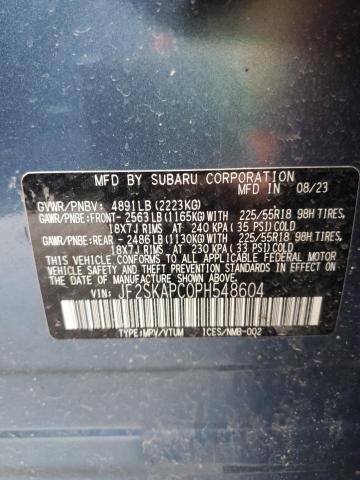 MFD. BY SUBARU CORPORATION
MFD IN 08/23
GVWR/PNBV: 4891LB (2223KG)
GAWR/PNBE:FRONT- 2563LB(1165KG)WITH 225/55R18 98H TIRES,
18X7J RIMS AT 240 KPA(35 PSI)COLD
GAWR/PNBE:REAR - 2486LB(1130KG)WITH 225/55R18 98H TIRES,
18X7J RIMS AT 230 KPA(33 PSI)COLD
THIS VEHICLE CONFORMS TO ALL APPLICABLE FEDERAL MOTOR
VEHICLE SAFETY AND THEFT PREVENTION STANDARDS IN EFFECT
ON THE DATE OF MANUFACTURE SHOWN ABOVE.
VIN: JF2SKAPC0PH548604
TYPE:MPV/VTUM ICES/NMB-002